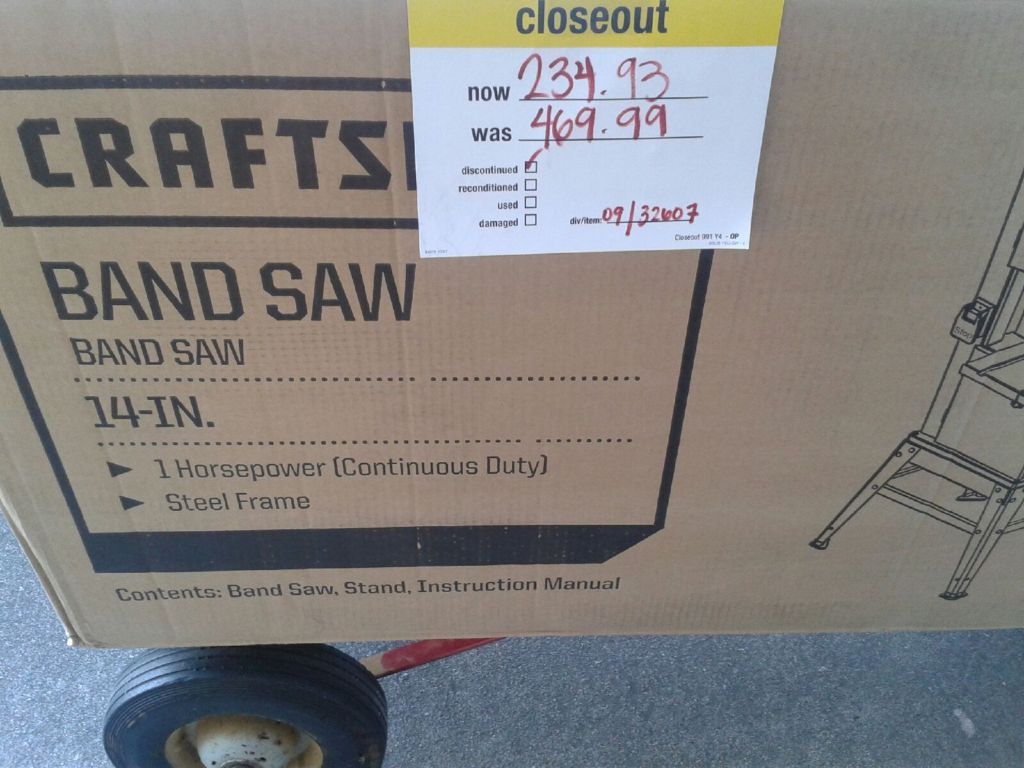 closeout
now 234.93
was 469.99
discontinued
reconditioned
used
damaged
div/item: 09/32607
Closeout 991 Y4 - OP
CRAFTS
BAND SAW
BAND SAW
14-IN.
► 1 Horsepower (Continuous Duty)
► Steel Frame
Contents: Band Saw, Stand, Instruction Manual
Stop